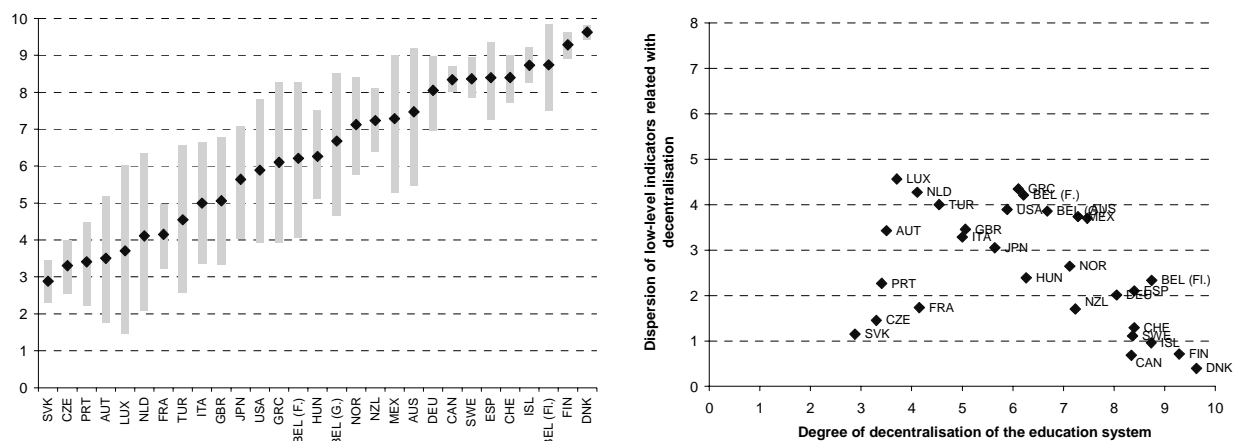 10
9
8
7
6
5
4
3
2
1
0
SVK
CZE
PRT
AUT
LUX
NLD
FRA
TUR
ITA
GBR
JPN
USA
GRC
BEL (F.)
HUN
BEL (G.)
NOR
NZL
MEX
AUS
DEU
CAN
SWE
ESP
CHE
ISL
BEL (Fl.)
FIN
DNK
Dispersion of low-level indicators related with
decentralisation
8
7
6
5
4
3
2
1
0
LUX
NLD
TUR
AUT
GBR
ITA
JPN
GRC
BEL (F.)
USA
BEL (G.)
AUS
MEX
NOR
HUN
PRT
FRA
CZE
SVK
NZL
DEU
ESP
BEL (Fl.)
CHE
SWE
ISL
CAN
FIN
DNK
0 1 2 3 4 5 6 7 8 9 10
Degree of decentralisation of the education system